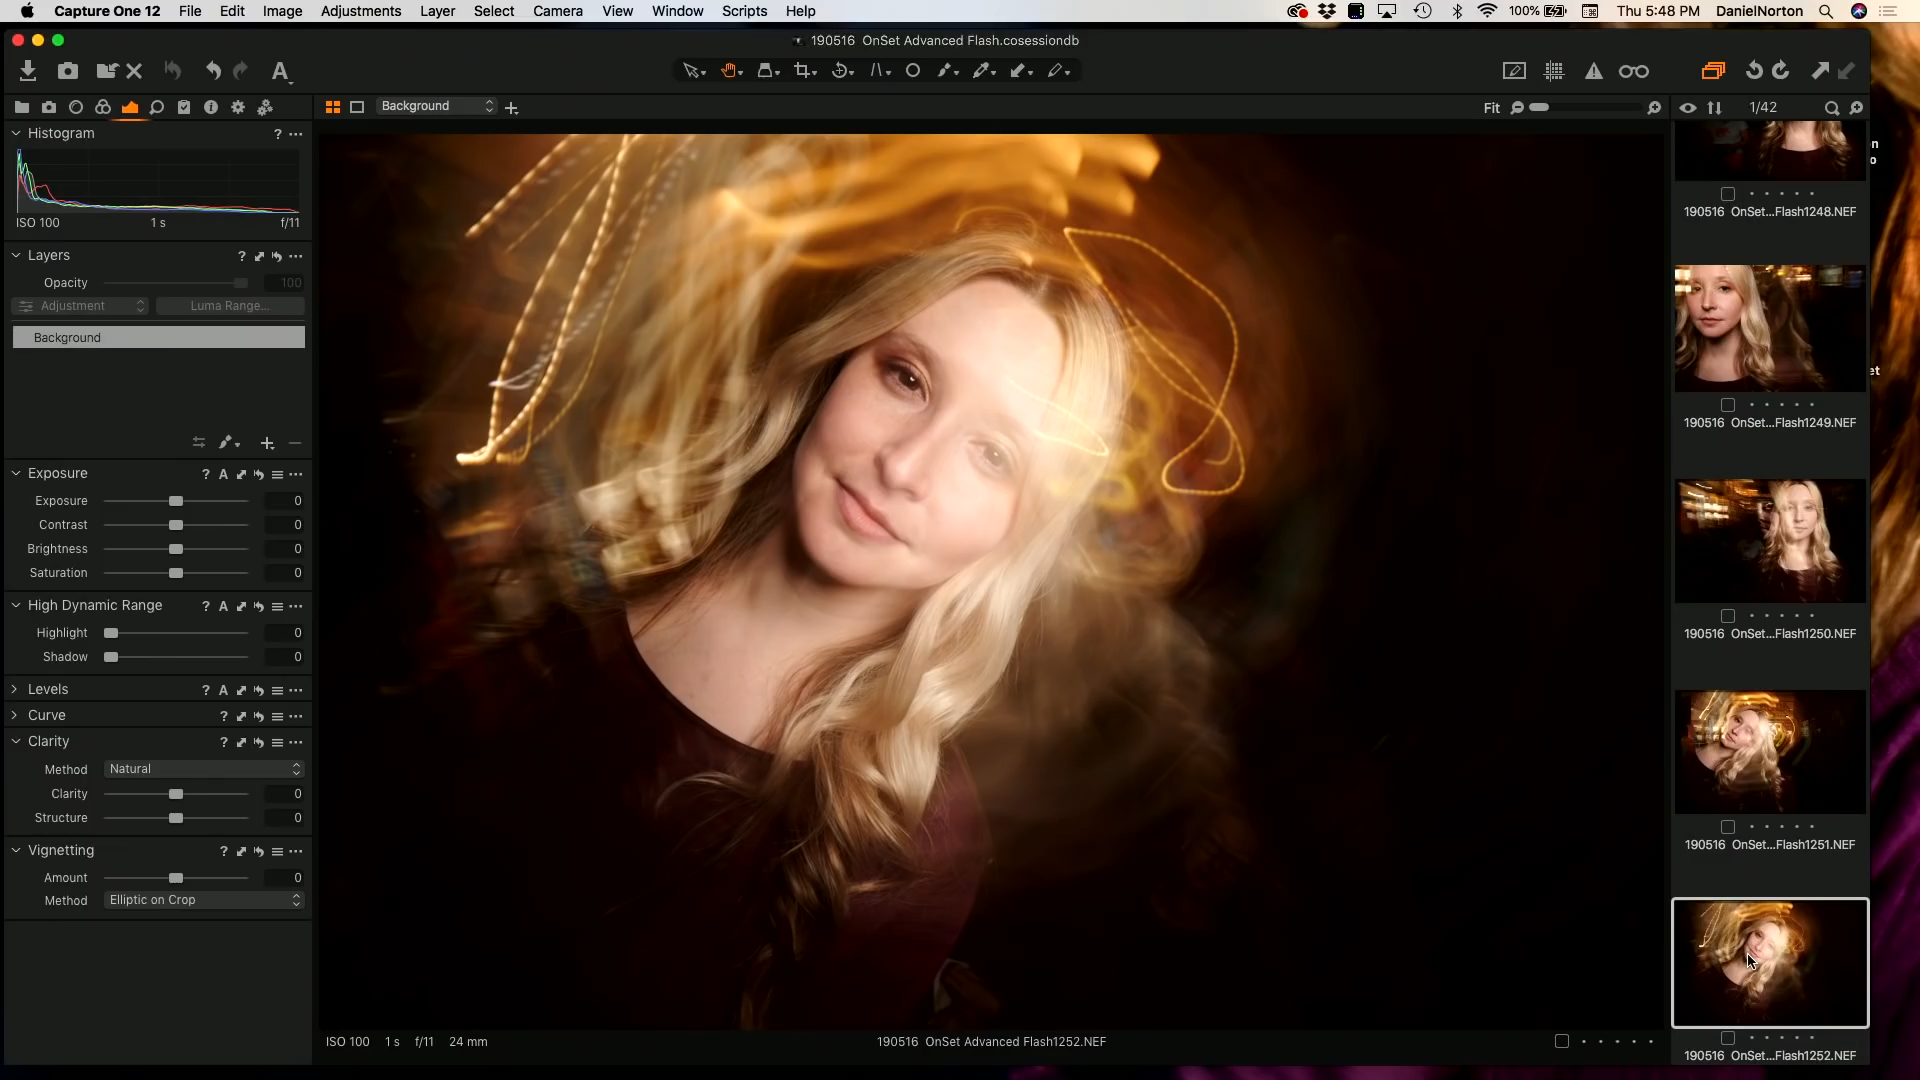 Capture One 12 File Edit Image Adjustments Layer Select Camera View Window Scripts Help 100% Thu 5:48 PM DanielNorton
190516 OnSet Advanced Flash.cosessiondb
A
Background
Fit
1/42
Histogram ? ...
ISO 100 1 s f/11
Layers ? ...
Opacity 100
Adjustment Luma Range...
Background
Exposure ? A ...
Exposure 0
Contrast 0
Brightness 0
Saturation 0
High Dynamic Range ? A ...
Highlight 0
Shadow 0
Levels ? A ...
Curve ? ...
Clarity ? ...
Method Natural
Clarity 0
Structure 0
Vignetting ? ...
Amount 0
Method Elliptic on Crop
ISO 100 1 s f/11 24 mm 190516 OnSet Advanced Flash1252.NEF
190516 OnSet...Flash1248.NEF
190516 OnSet...Flash1249.NEF
190516 OnSet...Flash1250.NEF
190516 OnSet...Flash1251.NEF
190516 OnSet...Flash1252.NEF
n
o
et